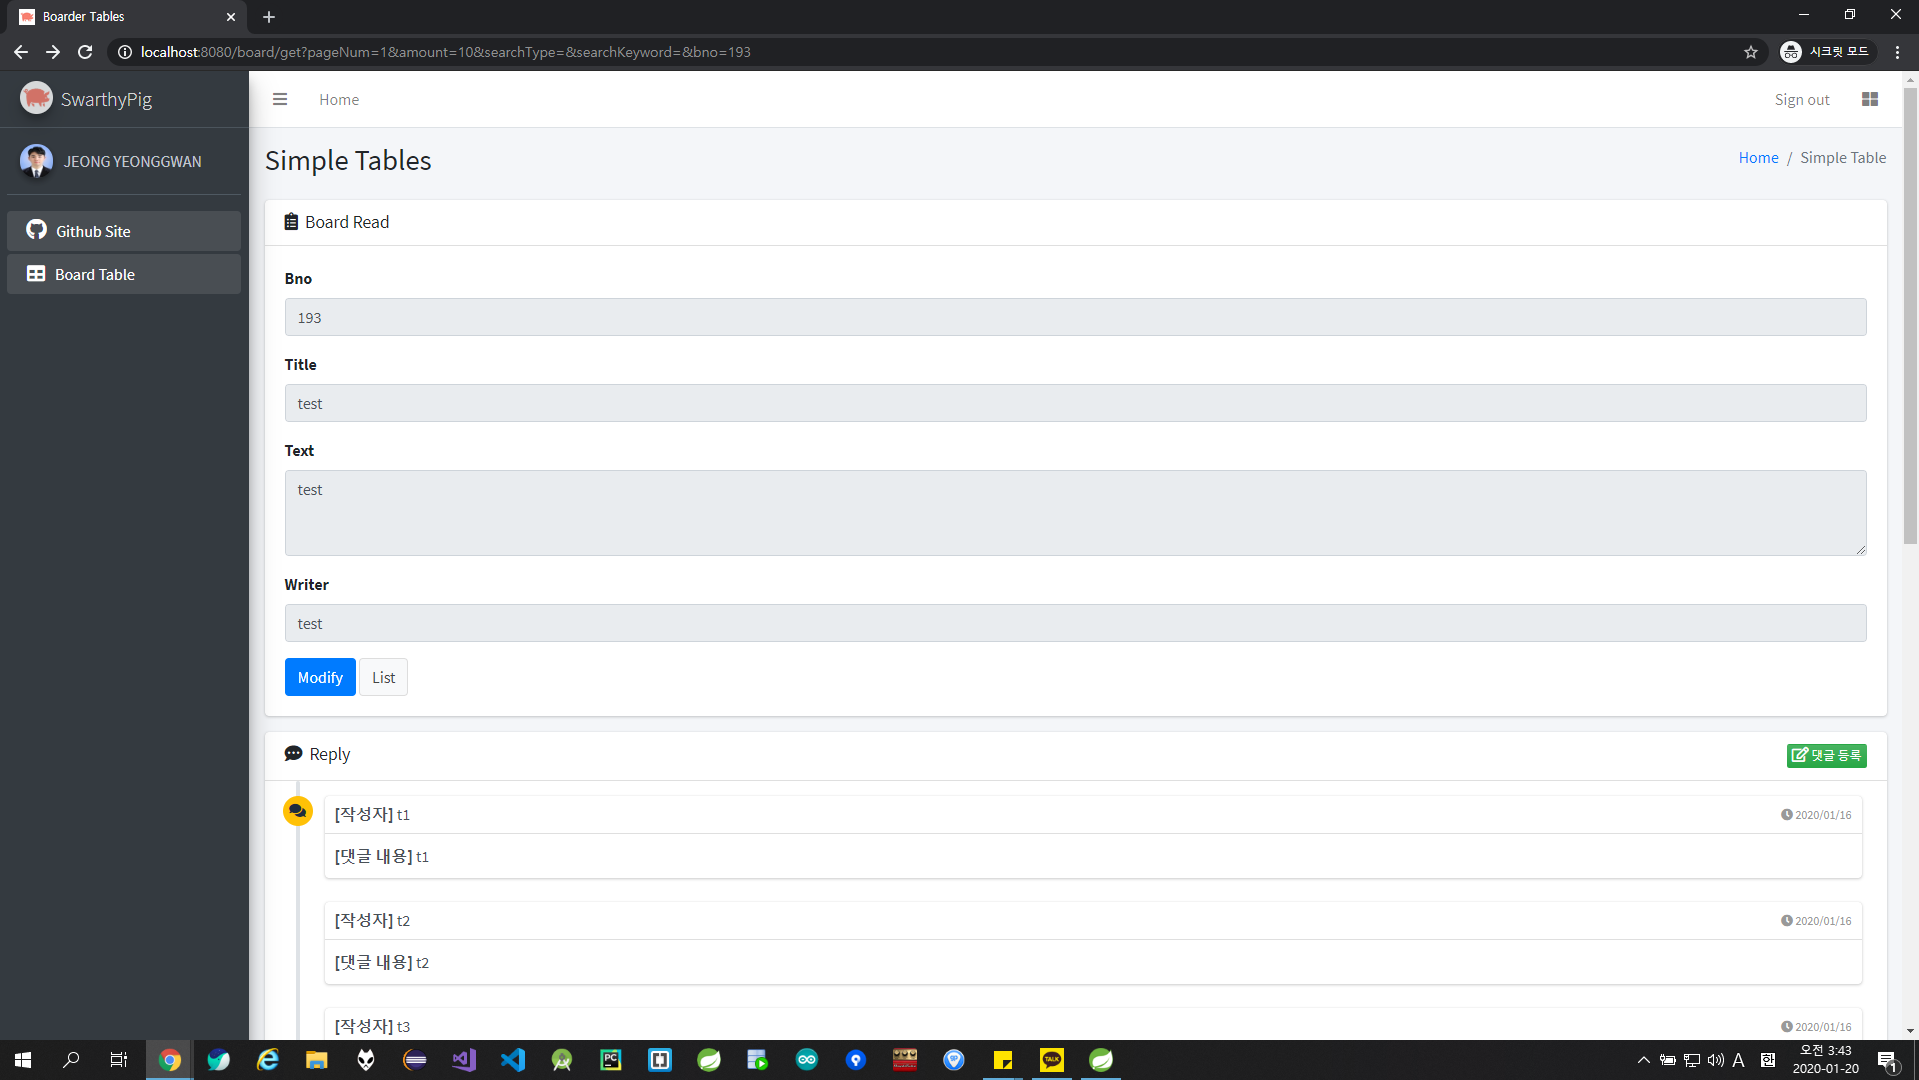 Boarder Tables
localhost:8080/board/get?pageNum=1&amount=10&searchType=&searchKeyword=&bno=193
시크릿 모드
SwarthyPig
Home
Sign out
JEONG YEONGGWAN
Simple Tables
Home / Simple Table
Github Site
Board Table
Board Read
Bno
193
Title
test
Text
test
Writer
test
Modify
List
Reply
댓글 등록
[작성자] t1
2020/01/16
[댓글 내용] t1
[작성자] t2
2020/01/16
[댓글 내용] t2
[작성자] t3
2020/01/16
PC
TALK
A
오전 3:43
2020-01-20
1